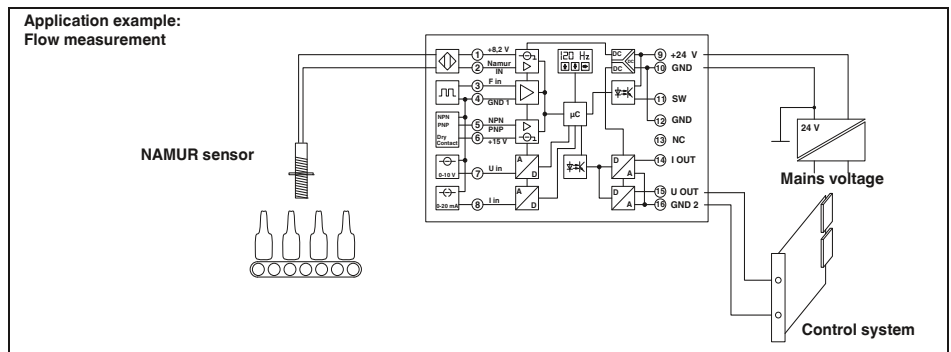 Application example:
Flow measurement
NAMUR sensor
1 +8,2 V
2 Namur
IN
3 F in
4 GND 1
NPN
PNP
Dry
Contact
5 NPN
PNP
6 +15 V
0-10 V
7 U in
0-20 mA
8 I in
A
D
A
D
120 Hz
µC
DC
DC
DC
D
A
D
A
9 +24 V
10 GND
11 SW
12 GND
13 NC
14 I OUT
15 U OUT
16 GND 2
24 V
Mains voltage
Control system